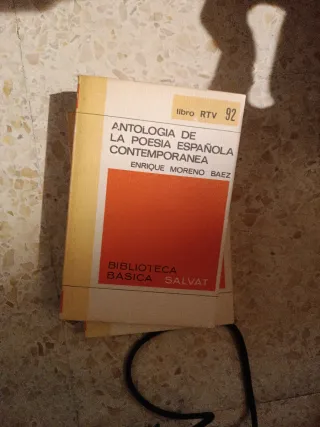 libro RTV 92
ANTOLOGIA DE
LA POESIA ESPAÑOLA
CONTEMPORANEA
ENRIQUE MORENO BAEZ
BIBLIOTECA
BASICA SALVAT